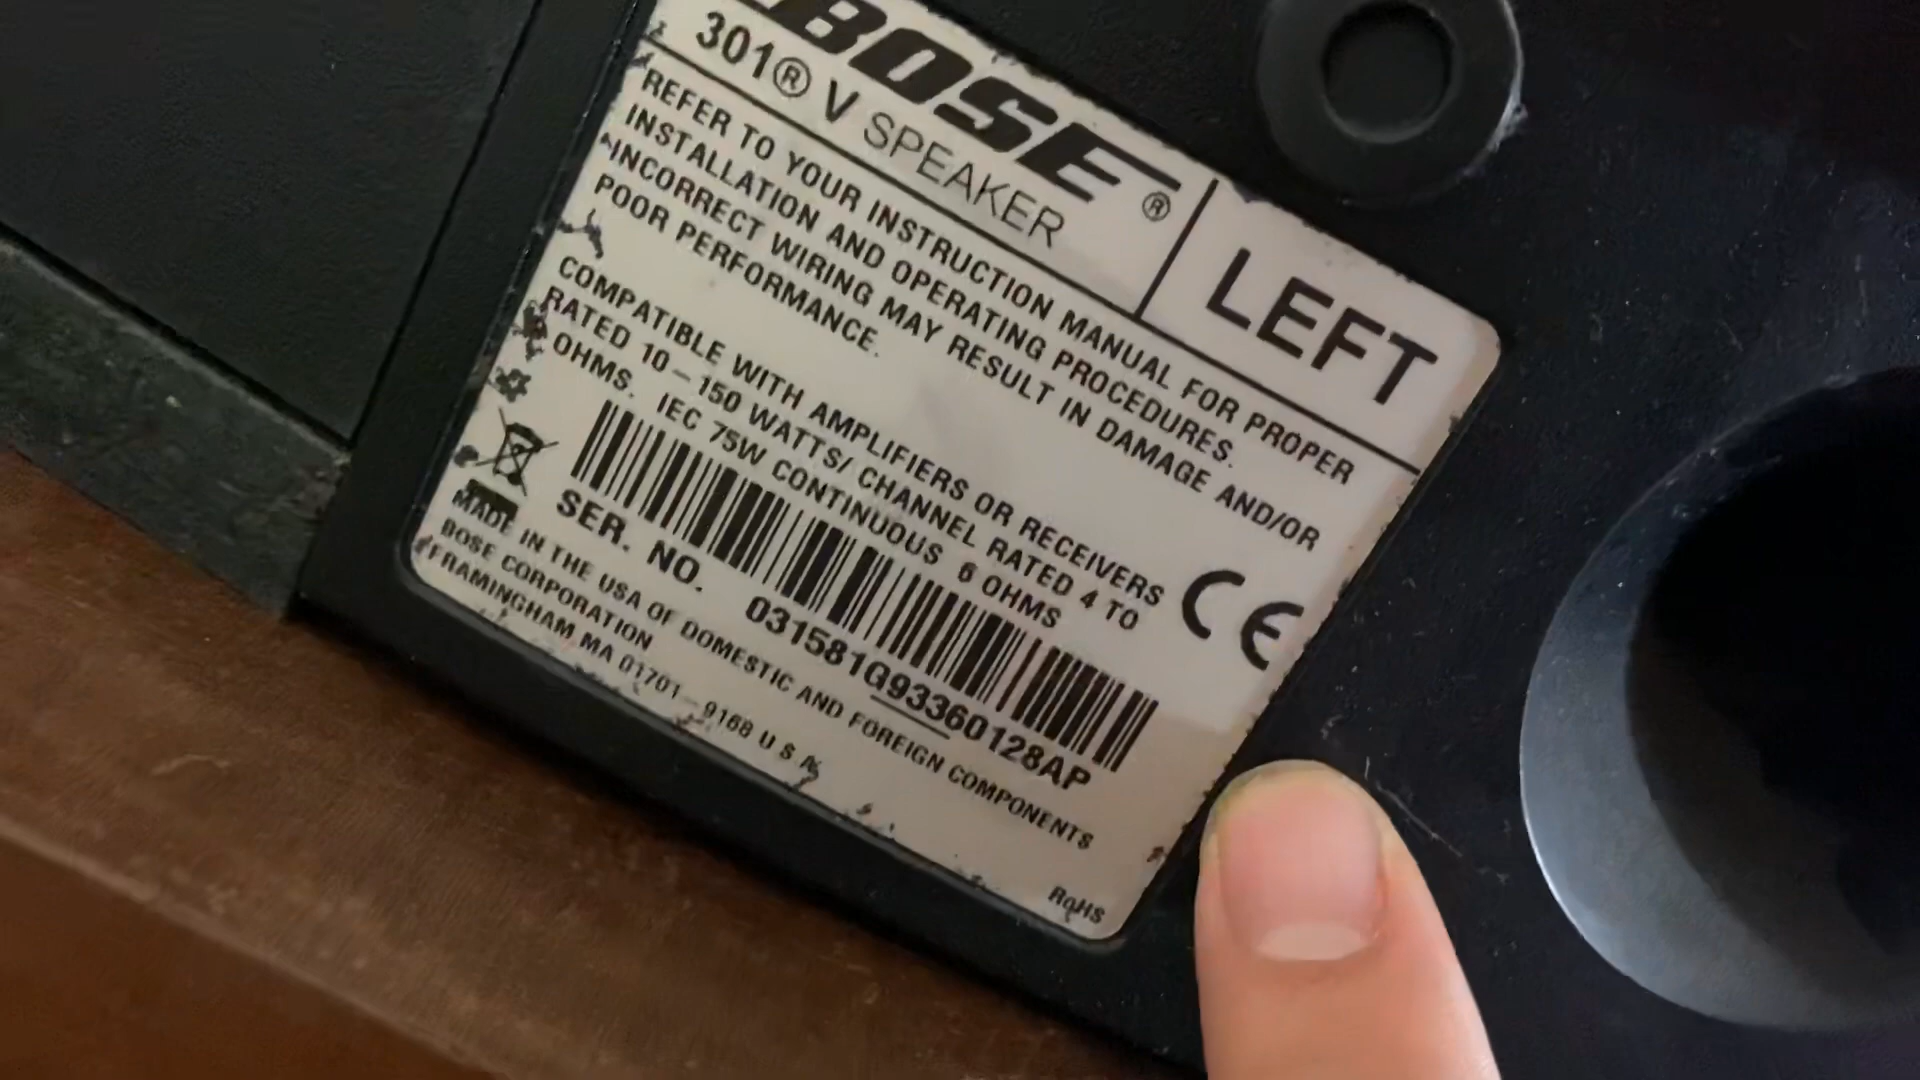 BOSE®
301® V SPEAKER
LEFT
REFER TO YOUR INSTRUCTION MANUAL FOR PROPER
INSTALLATION AND OPERATING PROCEDURES.
INCORRECT WIRING MAY RESULT IN DAMAGE AND/OR
POOR PERFORMANCE.
COMPATIBLE WITH AMPLIFIERS OR RECEIVERS
RATED 10-150 WATTS/ CHANNEL RATED 4 TO
OHMS. IEC 75W CONTINUOUS 6 OHMS
CE
SER. NO. 031581G93360128AP
MADE IN THE USA OF DOMESTIC AND FOREIGN COMPONENTS
BOSE CORPORATION
FRAMINGHAM MA 01701-9168 U S A
RoHS